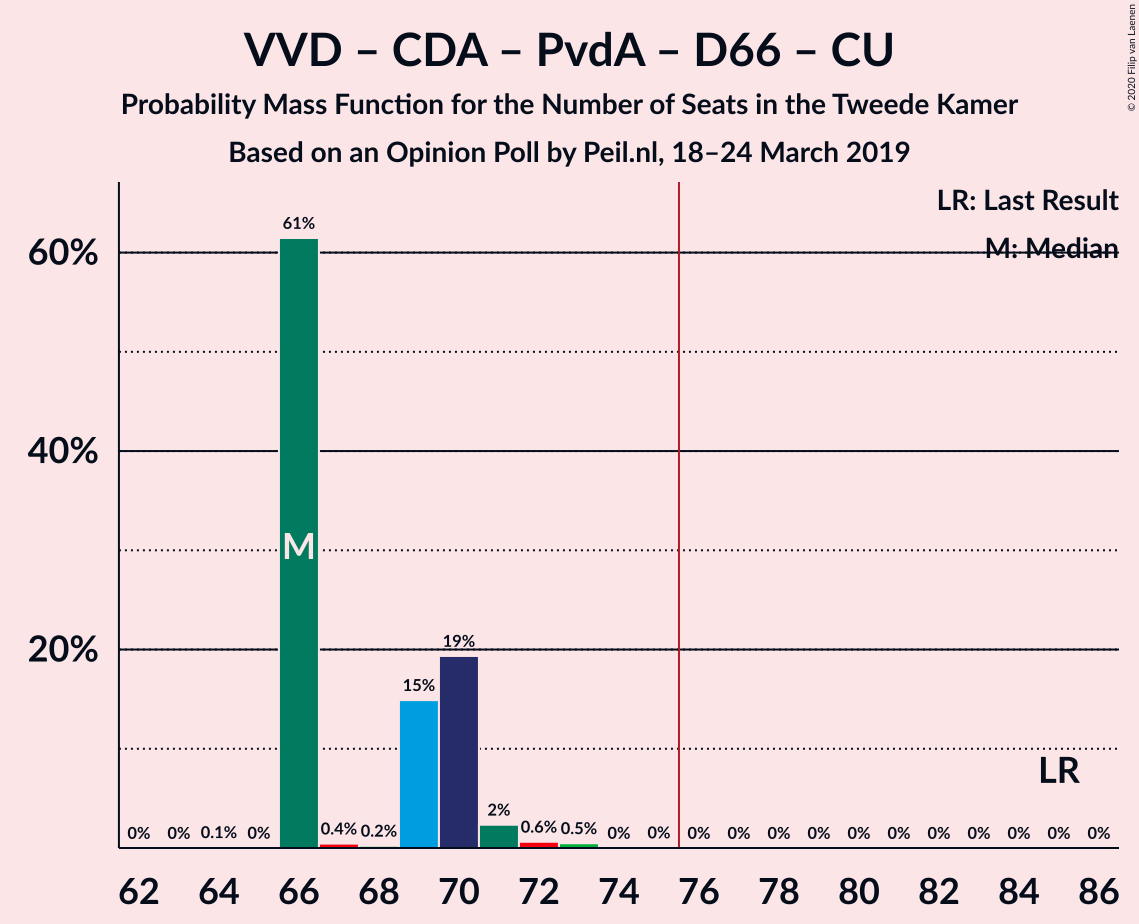 VVD – CDA – PvdA – D66 – CU
Probability Mass Function for the Number of Seats in the Tweede Kamer
Based on an Opinion Poll by Peil.nl, 18–24 March 2019
© 2020 Filip van Laenen
LR: Last Result
M: Median
60%
40%
20%
61%
M
19%
15%
LR
0% 0% 0.1% 0% 0.4% 0.2% 2% 0.6% 0.5% 0% 0% 0% 0% 0% 0% 0% 0% 0% 0% 0% 0% 0%
62 64 66 68 70 72 74 76 78 80 82 84 86